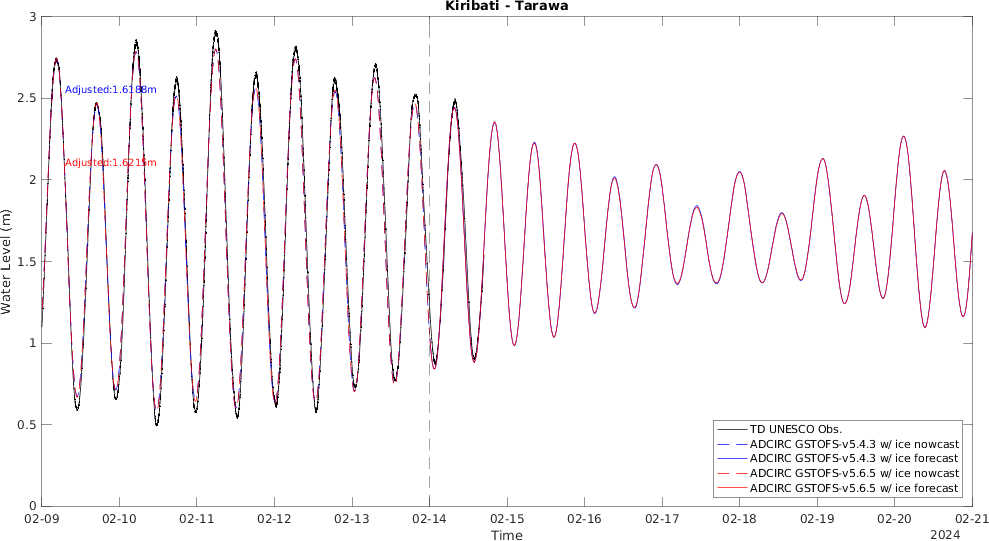 Kiribati - Tarawa
3
2.5
2
1.5
1
0.5
0
Water Level (m)
Adjusted:1.6188m
Adjusted:1.6215m
TD UNESCO Obs.
ADCIRC GSTOFS-v5.4.3 w/ ice nowcast
ADCIRC GSTOFS-v5.4.3 w/ ice forecast
ADCIRC GSTOFS-v5.6.5 w/ ice nowcast
ADCIRC GSTOFS-v5.6.5 w/ ice forecast
02-09 02-10 02-11 02-12 02-13 02-14 02-15 02-16 02-17 02-18 02-19 02-20 02-21
Time
2024